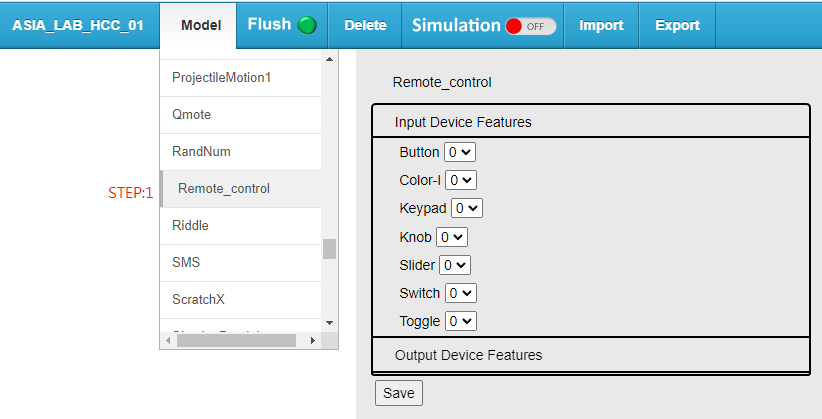 ASIA_LAB_HCC_01 Model Flush Delete Simulation OFF Import Export
ProjectileMotion1
Qmote
RandNum
STEP:1 Remote_control
Riddle
SMS
ScratchX
Remote_control
Input Device Features
Button 0
Color-I 0
Keypad 0
Knob 0
Slider 0
Switch 0
Toggle 0
Output Device Features
Save